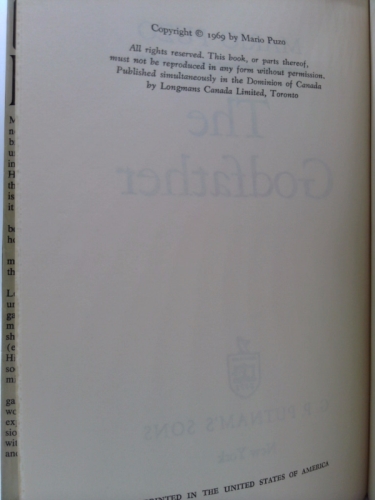 Copyright © 1969 by Mario Puzo
All rights reserved. This book, or parts thereof,
must not be reproduced in any form without permission.
Published simultaneously in the Dominion of Canada
by Longmans Canada Limited, Toronto
The
Godfather
G. P. PUTNAM'S SONS
New York
PRINTED IN THE UNITED STATES OF AMERICA